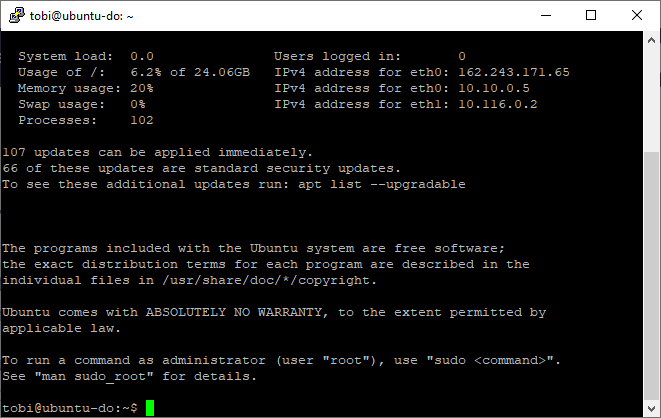 tobi@ubuntu-do: ~
System load: 0.0 Users logged in: 0
Usage of /: 6.2% of 24.06GB IPv4 address for eth0: 162.243.171.65
Memory usage: 20% IPv4 address for eth0: 10.10.0.5
Swap usage: 0% IPv4 address for eth1: 10.116.0.2
Processes: 102
107 updates can be applied immediately.
66 of these updates are standard security updates.
To see these additional updates run: apt list --upgradable
The programs included with the Ubuntu system are free software;
the exact distribution terms for each program are described in the
individual files in /usr/share/doc/*/copyright.
Ubuntu comes with ABSOLUTELY NO WARRANTY, to the extent permitted by
applicable law.
To run a command as administrator (user "root"), use "sudo <command>".
See "man sudo_root" for details.
tobi@ubuntu-do:~$